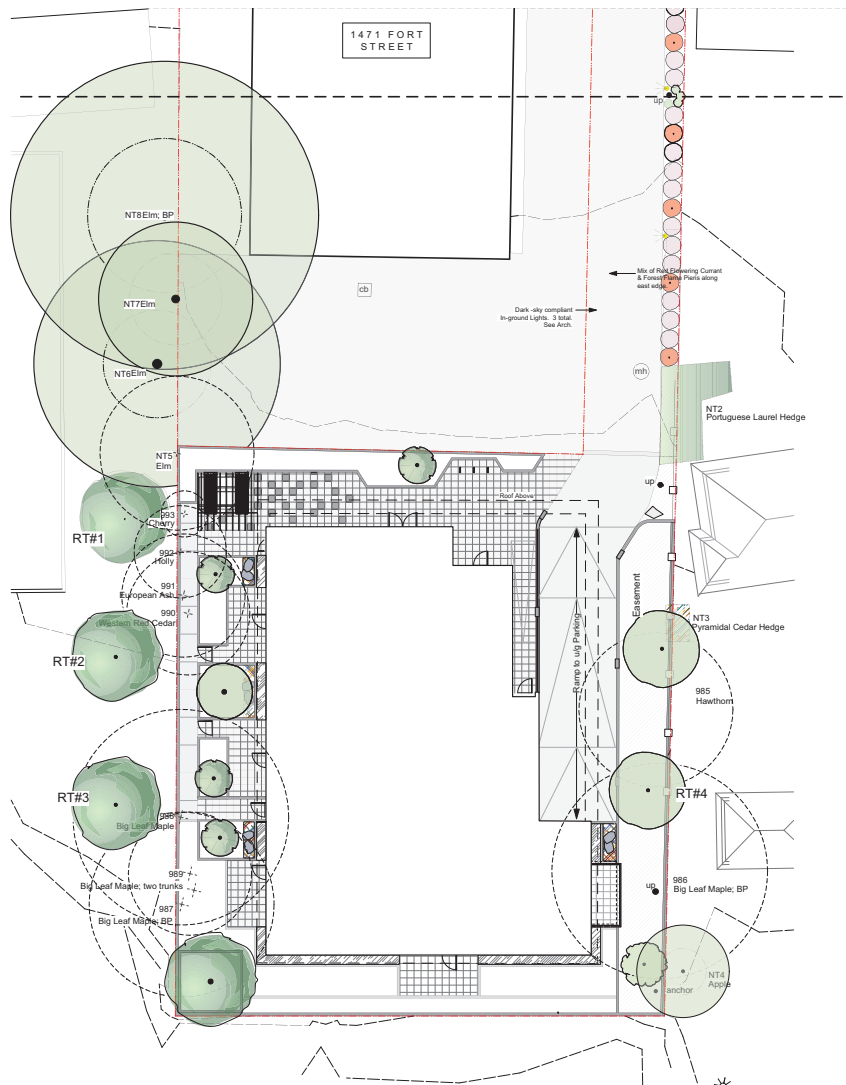 1471 FORT
STREET
up
NT8Elm; BP
Mix of Red Flowering Currant
& Forest Flame Pieris along
east edge.
cb
NT7Elm
Dark -sky compliant
In-ground Lights. 3 total.
See Arch.
NT6Elm
mh
NT2
Portuguese Laurel Hedge
NT5
Elm
up
Roof Above
993
Cherry
RT#1
992
Holly
991
European Ash
990
Western Red Cedar
Easement
NT3
Pyramidal Cedar Hedge
Ramp to u/g Parking
RT#2
985
Hawthorn
RT#3
RT#4
988
Big Leaf Maple
989
Big Leaf Maple; two trunks
986
Big Leaf Maple; BP
up
987
Big Leaf Maple; BP
NT4
Apple
anchor